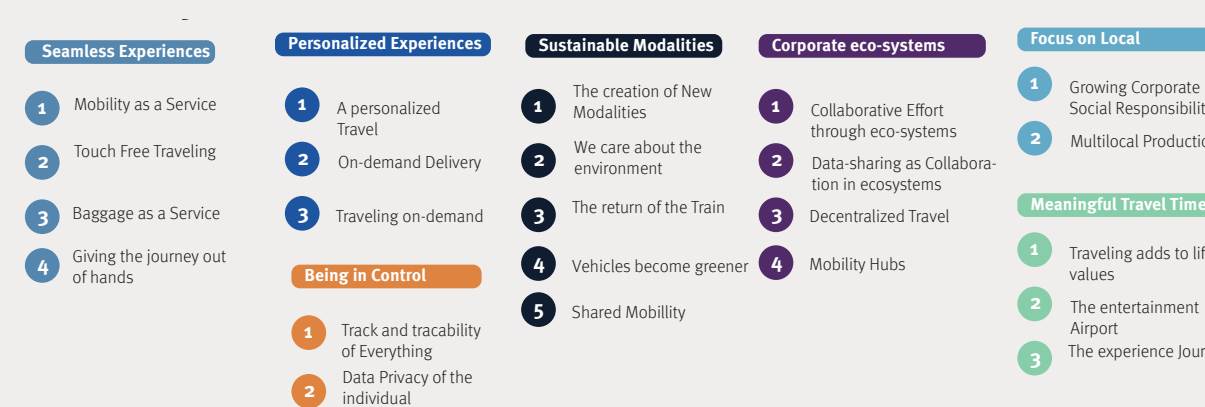 Seamless Experiences
1 Mobility as a Service
2 Touch Free Traveling
3 Baggage as a Service
4 Giving the journey out
of hands
Personalized Experiences
1 A personalized
Travel
2 On-demand Delivery
3 Traveling on-demand
Being in Control
1 Track and tracability
of Everything
2 Data Privacy of the
individual
Sustainable Modalities
1 The creation of New
Modalities
2 We care about the
environment
3 The return of the Train
4 Vehicles become greener
5 Shared Mobillity
Corporate eco-systems
1 Collaborative Effort
through eco-systems
2 Data-sharing as Collabora-
tion in ecosystems
3 Decentralized Travel
4 Mobility Hubs
Focus on Local
1 Growing Corporate
Social
2 Multilocal
Meaningful Travel Time
1 Traveling adds to
values
2 The entertainment
Airport
3 The experience